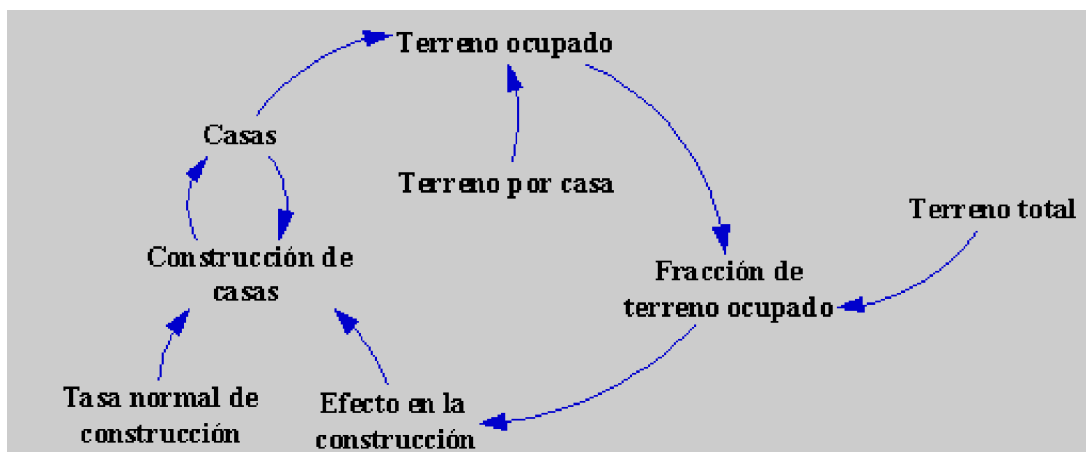 Terreno ocupado
Casas
Terreno por casa
Terreno total
Construcción de
casas
Fracción de
terreno ocupado
Tasa normal de
construcción
Efecto en la
construcción